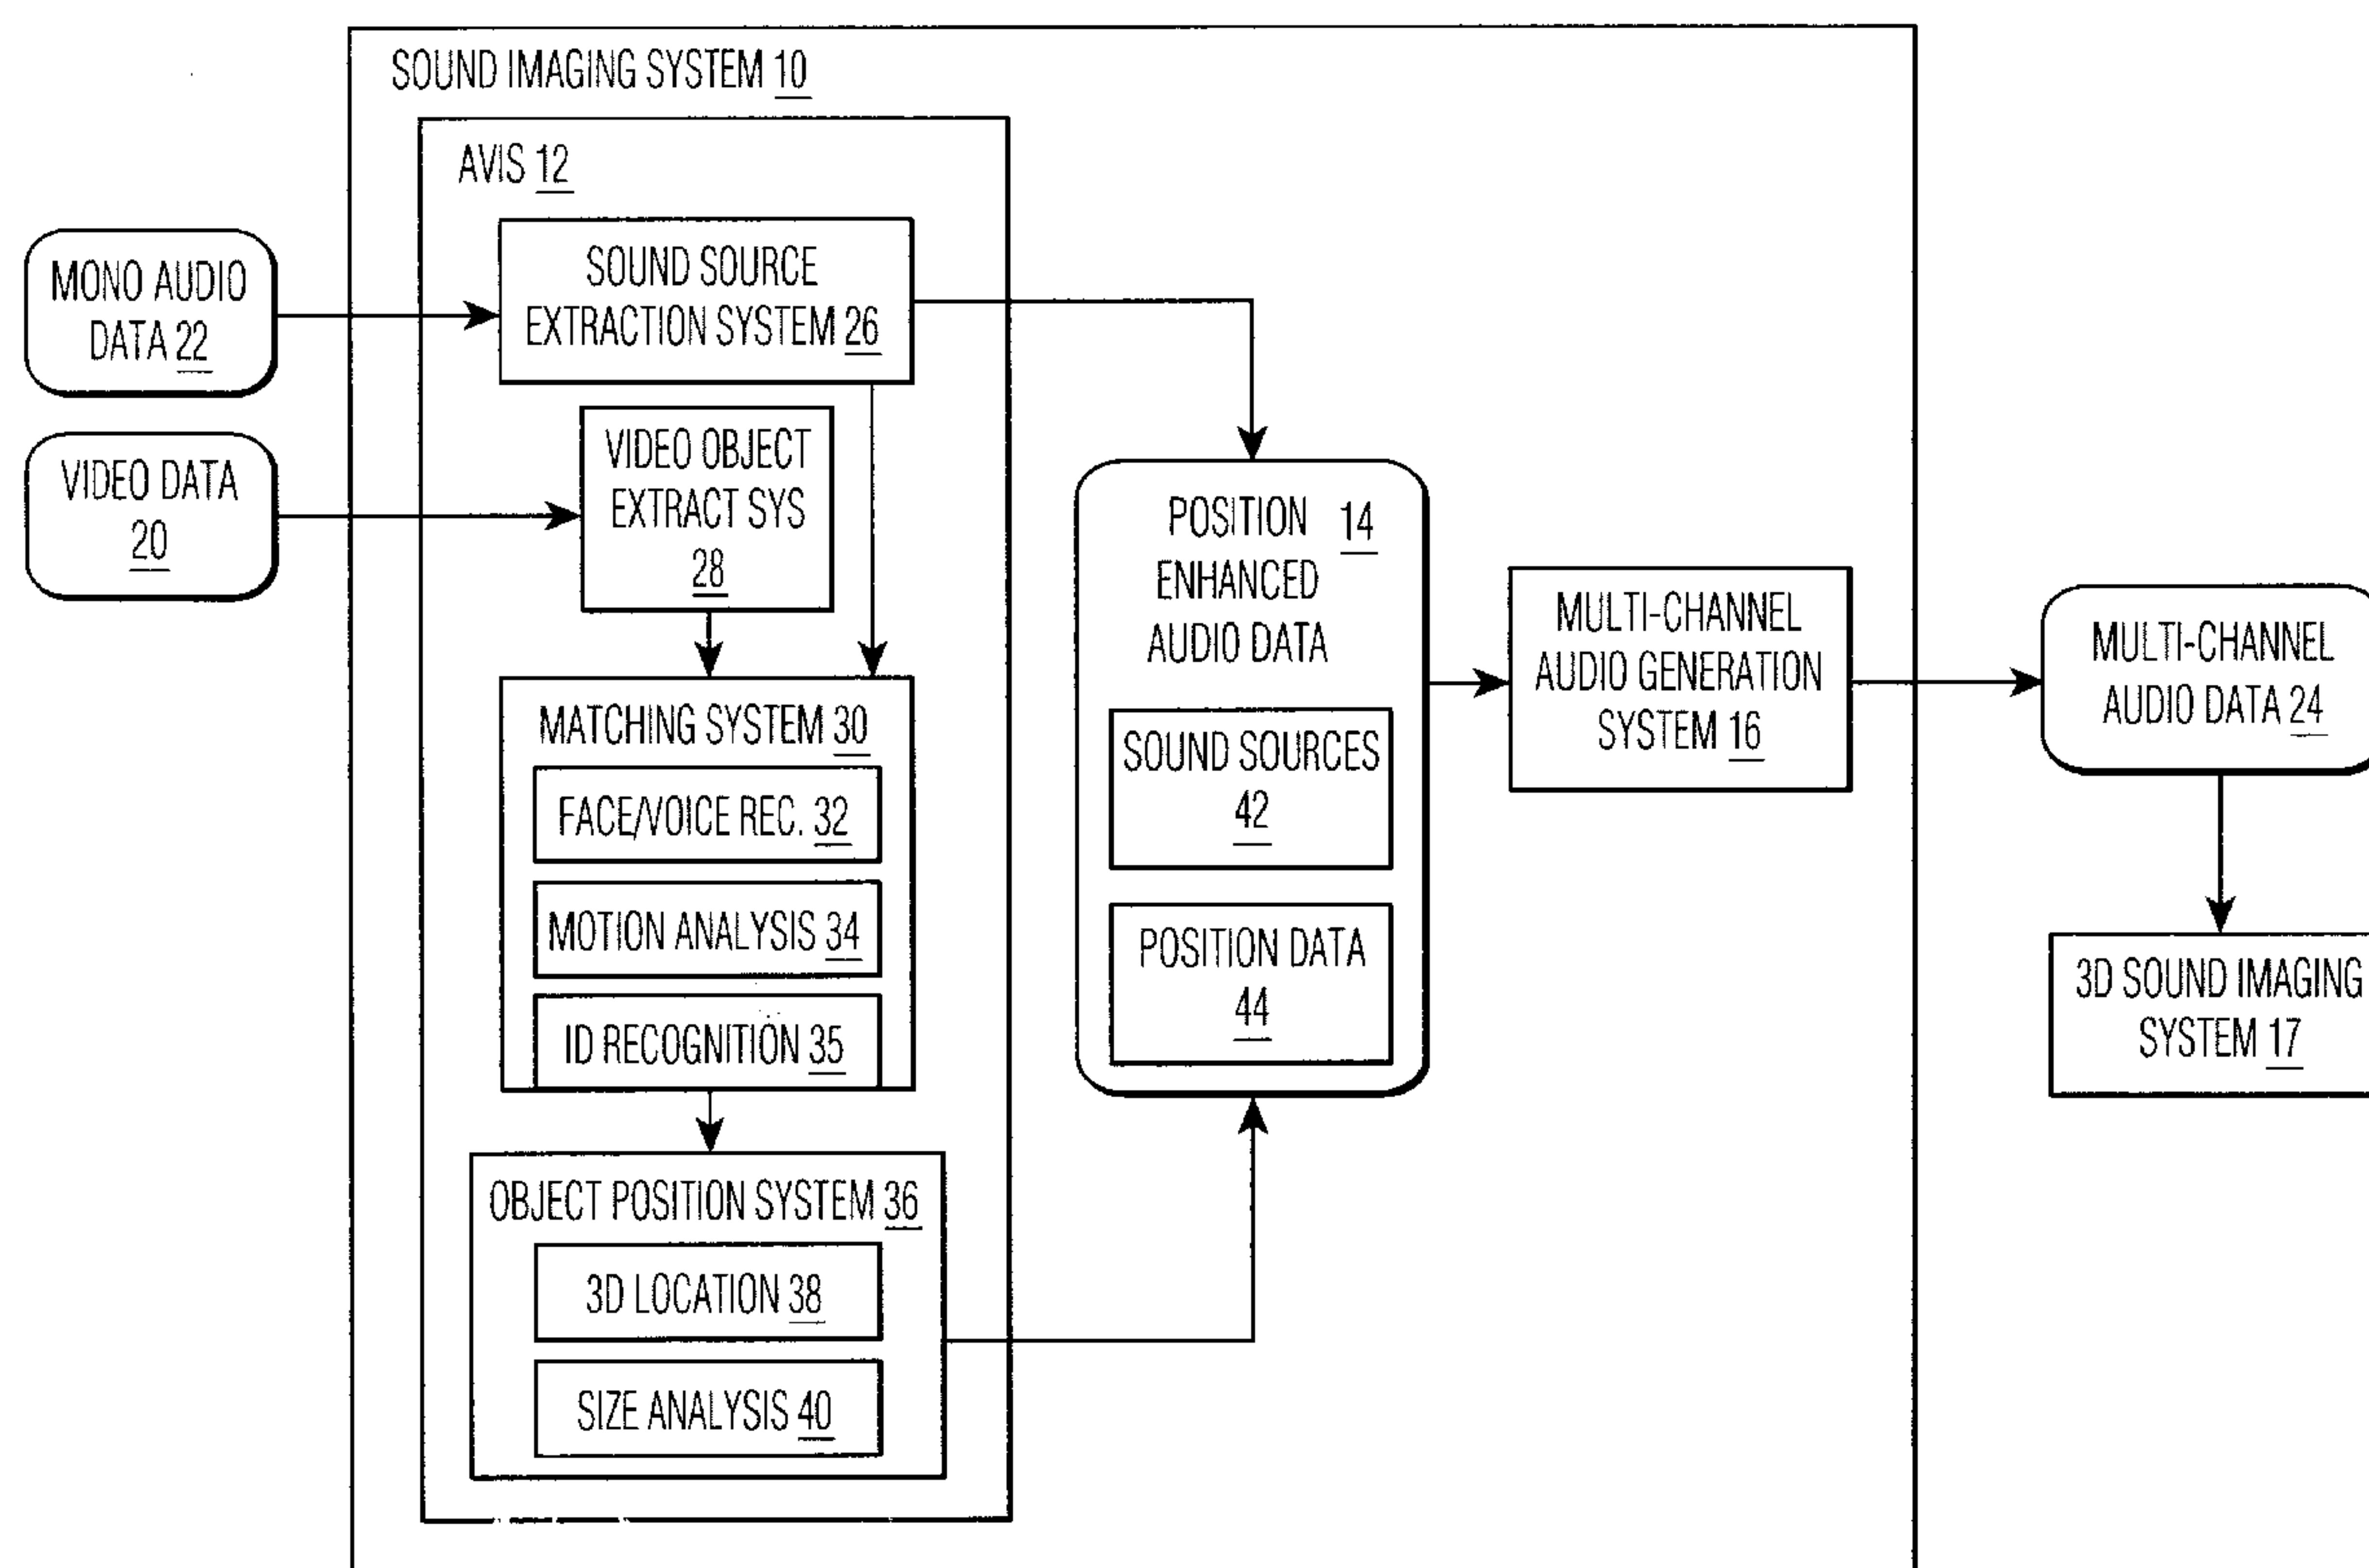 SOUND IMAGING SYSTEM 10
AVIS 12
MONO AUDIO
DATA 22
VIDEO DATA
20
SOUND SOURCE
EXTRACTION SYSTEM 26
VIDEO OBJECT
EXTRACT SYS
28
MATCHING SYSTEM 30
FACE/VOICE REC. 32
MOTION ANALYSIS 34
ID RECOGNITION 35
OBJECT POSITION SYSTEM 36
3D LOCATION 38
SIZE ANALYSIS 40
POSITION 14
ENHANCED
AUDIO DATA
SOUND SOURCES
42
POSITION DATA
44
MULTI-CHANNEL
AUDIO GENERATION
SYSTEM 16
MULTI-CHANNEL
AUDIO DATA 24
3D SOUND IMAGING
SYSTEM 17